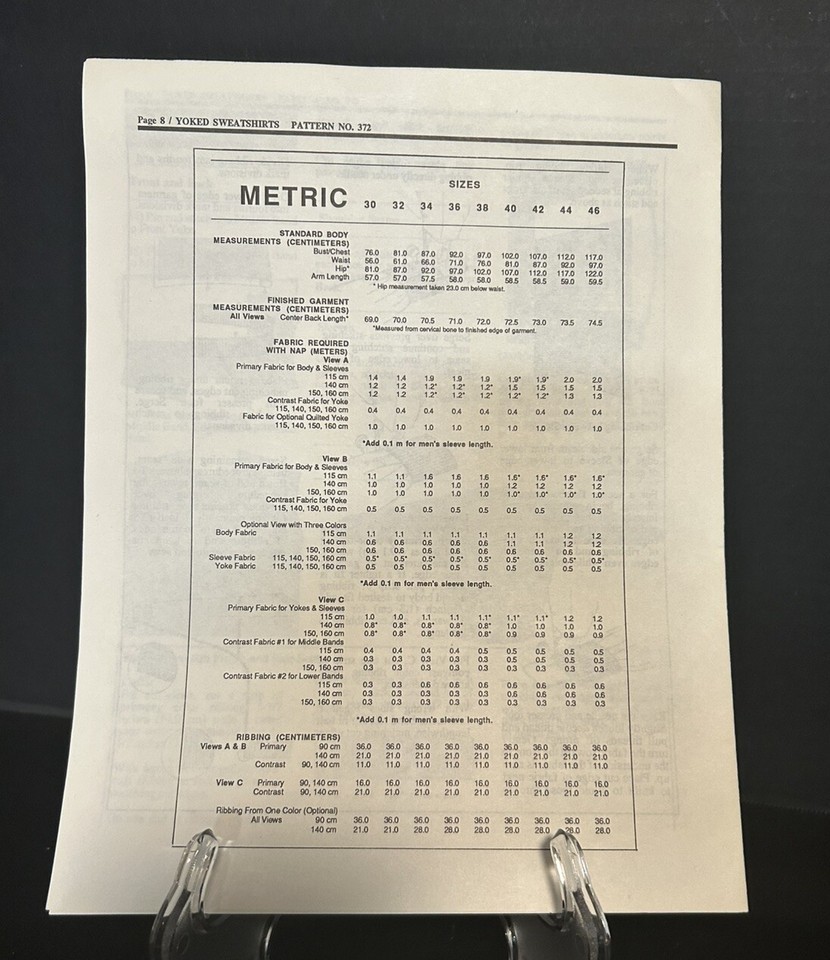 Page 8 / YOKED SWEATSHIRTS PATTERN NO. 372
SIZES
METRIC 30 32 34 36 38 40 42 44 46
STANDARD BODY
MEASUREMENTS (CENTIMETERS)
Bust/Chest 76.0 81.0 87.0 92.0 97.0 102.0 107.0 112.0 117.0
Waist 56.0 61.0 66.0 71.0 76.0 81.0 87.0 92.0 97.0
Hip* 81.0 87.0 92.0 97.0 102.0 107.0 112.0 117.0 122.0
Arm Length 57.0 57.0 57.5 58.0 58.0 58.5 58.5 59.0 59.5
* Hip measurement taken 23.0 cm below waist.
FINISHED GARMENT
MEASUREMENTS (CENTIMETERS)
All Views Center Back Length* 69.0 70.0 70.5 71.0 72.0 72.5 73.0 73.5 74.5
*Measured from cervical bone to finished edge of garment.
FABRIC REQUIRED
WITH NAP (METERS)
View A
Primary Fabric for Body & Sleeves
115 cm 1.4 1.4 1.9 1.9 1.9 1.9* 1.9* 2.0 2.0
140 cm 1.2 1.2 1.2* 1.2* 1.2* 1.5 1.5 1.5 1.5
150, 160 cm 1.2 1.2 1.2* 1.2* 1.2* 1.2* 1.2* 1.3 1.3
Contrast Fabric for Yoke
115, 140, 150, 160 cm 0.4 0.4 0.4 0.4 0.4 0.4 0.4 0.4 0.4
Fabric for Optional Quilted Yoke
115, 140, 150, 160 cm 1.0 1.0 1.0 1.0 1.0 1.0 1.0 1.0 1.0
*Add 0.1 m for men's sleeve length.
View B
Primary Fabric for Body & Sleeves
115 cm 1.1 1.1 1.6 1.6 1.6 1.6* 1.6* 1.6* 1.6*
140 cm 1.0 1.0 1.0 1.0 1.0 1.2 1.2 1.2 1.2
150, 160 cm 1.0 1.0 1.0 1.0 1.0 1.0* 1.0* 1.0* 1.0*
Contrast Fabric for Yoke
115, 140, 150, 160 cm 0.5 0.5 0.5 0.5 0.5 0.5 0.5 0.5 0.5
Optional View with Three Colors
Body Fabric 115 cm 1.1 1.1 1.1 1.1 1.1 1.1 1.1 1.2 1.2
140 cm 0.6 0.6 0.6 0.6 0.6 1.1 1.1 1.2 1.2
150, 160 cm 0.6 0.6 0.6 0.6 0.6 0.6 0.6 0.6 0.6
Sleeve Fabric 115, 140, 150, 160 cm 0.5* 0.5* 0.5* 0.5* 0.5* 0.5* 0.5* 0.5* 0.5*
Yoke Fabric 115, 140, 150, 160 cm 0.5 0.5 0.5 0.5 0.5 0.5 0.5 0.5 0.5
*Add 0.1 m for men's sleeve length.
View C
Primary Fabric for Yokes & Sleeves
115 cm 1.0 1.0 1.1 1.1 1.1* 1.1* 1.1* 1.2 1.2
140 cm 0.8* 0.8* 0.8* 0.8* 0.8* 1.0 1.0 1.0 1.0
150, 160 cm 0.8* 0.8* 0.8* 0.8* 0.8* 0.9 0.9 0.9 0.9
Contrast Fabric #1 for Middle Bands
115 cm 0.4 0.4 0.4 0.4 0.5 0.5 0.5 0.5 0.5
140 cm 0.3 0.3 0.3 0.3 0.3 0.5 0.5 0.5 0.5
150, 160 cm 0.3 0.3 0.3 0.3 0.3 0.3 0.3 0.3 0.3
Contrast Fabric #2 for Lower Bands
115 cm 0.3 0.3 0.6 0.6 0.6 0.6 0.6 0.6 0.6
140 cm 0.3 0.3 0.3 0.3 0.3 0.6 0.6 0.6 0.6
150, 160 cm 0.3 0.3 0.3 0.3 0.3 0.3 0.3 0.3 0.3
*Add 0.1 m for men's sleeve length.
RIBBING (CENTIMETERS)
Views A & B Primary 90 cm 36.0 36.0 36.0 36.0 36.0 36.0 36.0 36.0 36.0
140 cm 21.0 21.0 21.0 21.0 21.0 21.0 21.0 21.0 21.0
Contrast 90, 140 cm 11.0 11.0 11.0 11.0 11.0 11.0 11.0 11.0 11.0
View C Primary 90, 140 cm 16.0 16.0 16.0 16.0 16.0 16.0 16.0 16.0 16.0
Contrast 90, 140 cm 21.0 21.0 21.0 21.0 21.0 21.0 21.0 21.0 21.0
Ribbing From One Color (Optional)
All Views 90 cm 36.0 36.0 36.0 36.0 36.0 36.0 36.0 36.0 36.0
140 cm 21.0 21.0 28.0 28.0 28.0 28.0 28.0 28.0 28.0